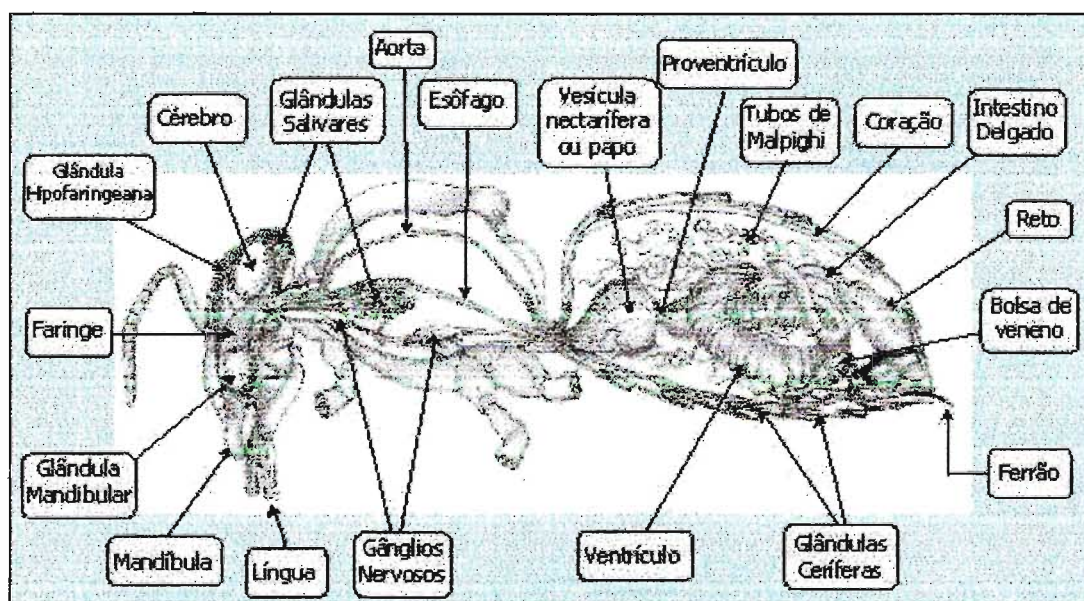 Aorta
Proventrículo
Cérebro
Glândulas
Salivares
Esôfago
Vesícula
nectarífera
ou papo
Tubos de
Malpighi
Coração
Intestino
Delgado
Glândula
Hipofaringeana
Reto
Faringe
Bolsa de
veneno
Glândula
Mandibular
Ferrão
Mandíbula
Língua
Gânglios
Nervosos
Ventrículo
Glândulas
Ceríferas